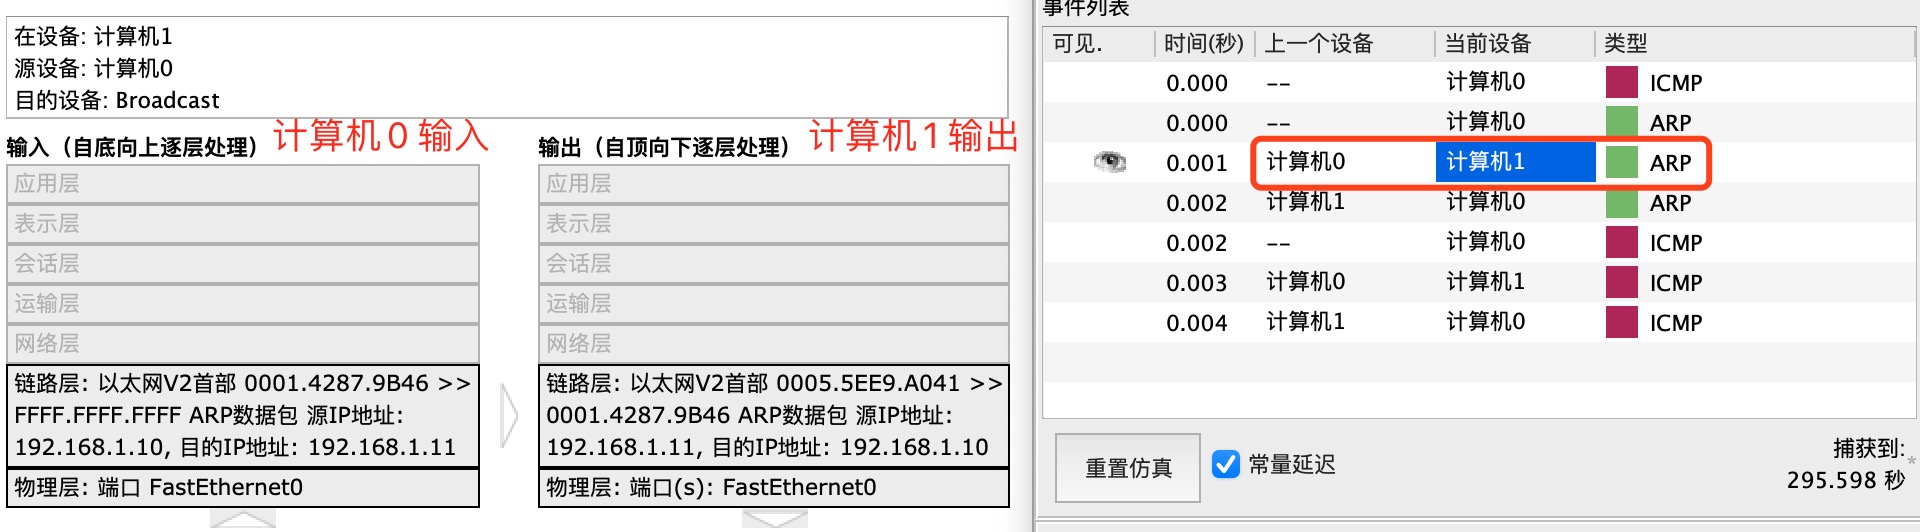 在设备: 计算机1
源设备: 计算机0
目的设备: Broadcast
输入（自底向上逐层处理） 计算机0输入
应用层
表示层
会话层
运输层
网络层
链路层: 以太网V2首部 0001.4287.9B46 >>
FFFF.FFFF.FFFF ARP数据包 源IP地址:
192.168.1.10, 目的IP地址: 192.168.1.11
物理层: 端口 FastEthernet0
输出（自顶向下逐层处理） 计算机1输出
应用层
表示层
会话层
运输层
网络层
链路层: 以太网V2首部 0005.5EE9.A041 >>
0001.4287.9B46 ARP数据包 源IP地址:
192.168.1.11, 目的IP地址: 192.168.1.10
物理层: 端口(s): FastEthernet0
事件列表
可见. 时间(秒) 上一个设备 当前设备 类型
0.000 -- 计算机0 ICMP
0.000 -- 计算机0 ARP
0.001 计算机0 计算机1 ARP
0.002 计算机1 计算机0 ARP
0.002 -- 计算机0 ICMP
0.003 计算机0 计算机1 ICMP
0.004 计算机1 计算机0 ICMP
重置仿真 常量延迟
捕获到: *
295.598 秒